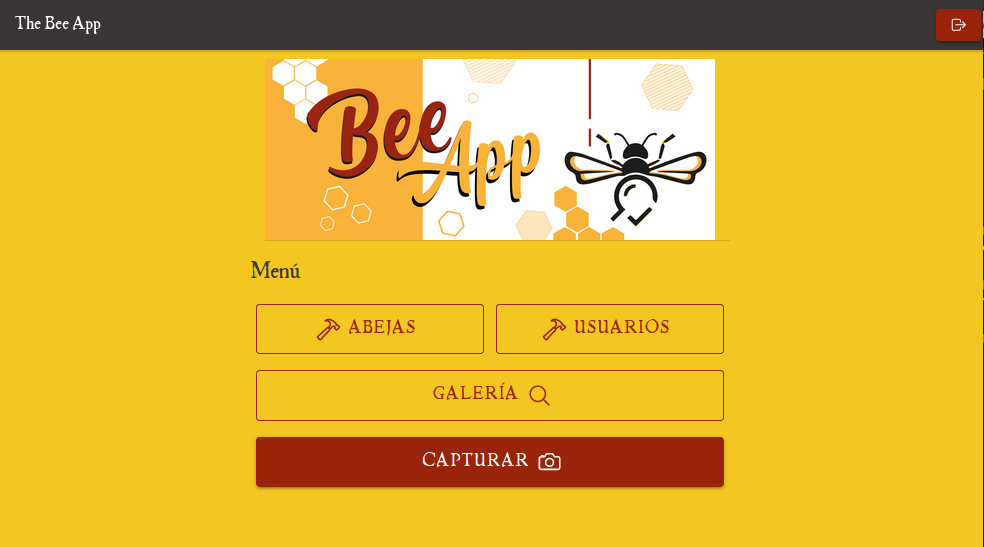 The Bee App
Bee
App
Menú
ABEJAS
USUARIOS
GALERÍA
CAPTURAR